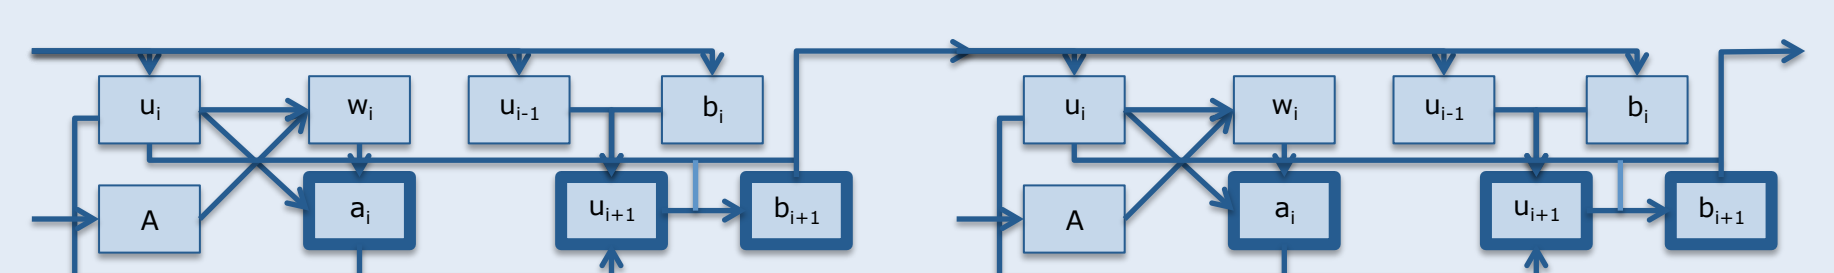 uᵢ wᵢ uᵢ₋₁ bᵢ uᵢ wᵢ uᵢ₋₁ bᵢ
A aᵢ uᵢ₊₁ bᵢ₊₁ A aᵢ uᵢ₊₁ bᵢ₊₁